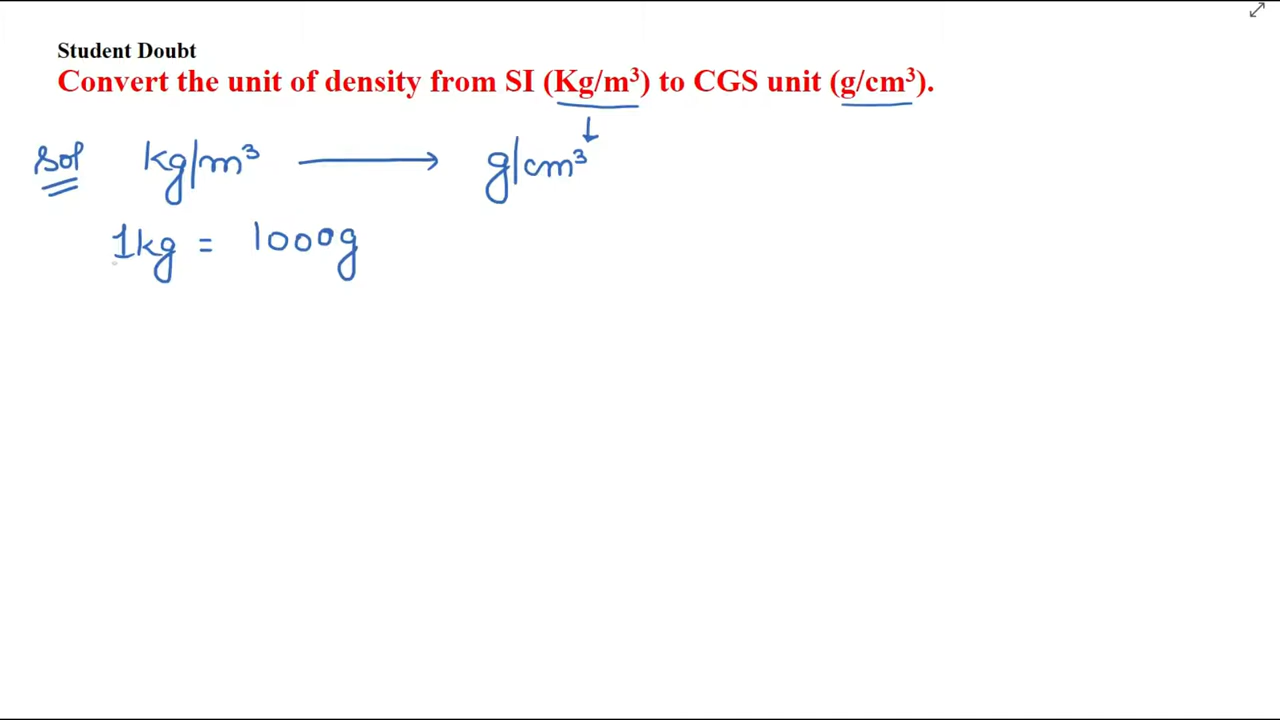 Student Doubt
Convert the unit of density from SI (Kg/m³) to CGS unit (g/cm³).
Sol kg/m³ ⟶ g/cm³
1kg = 1000g